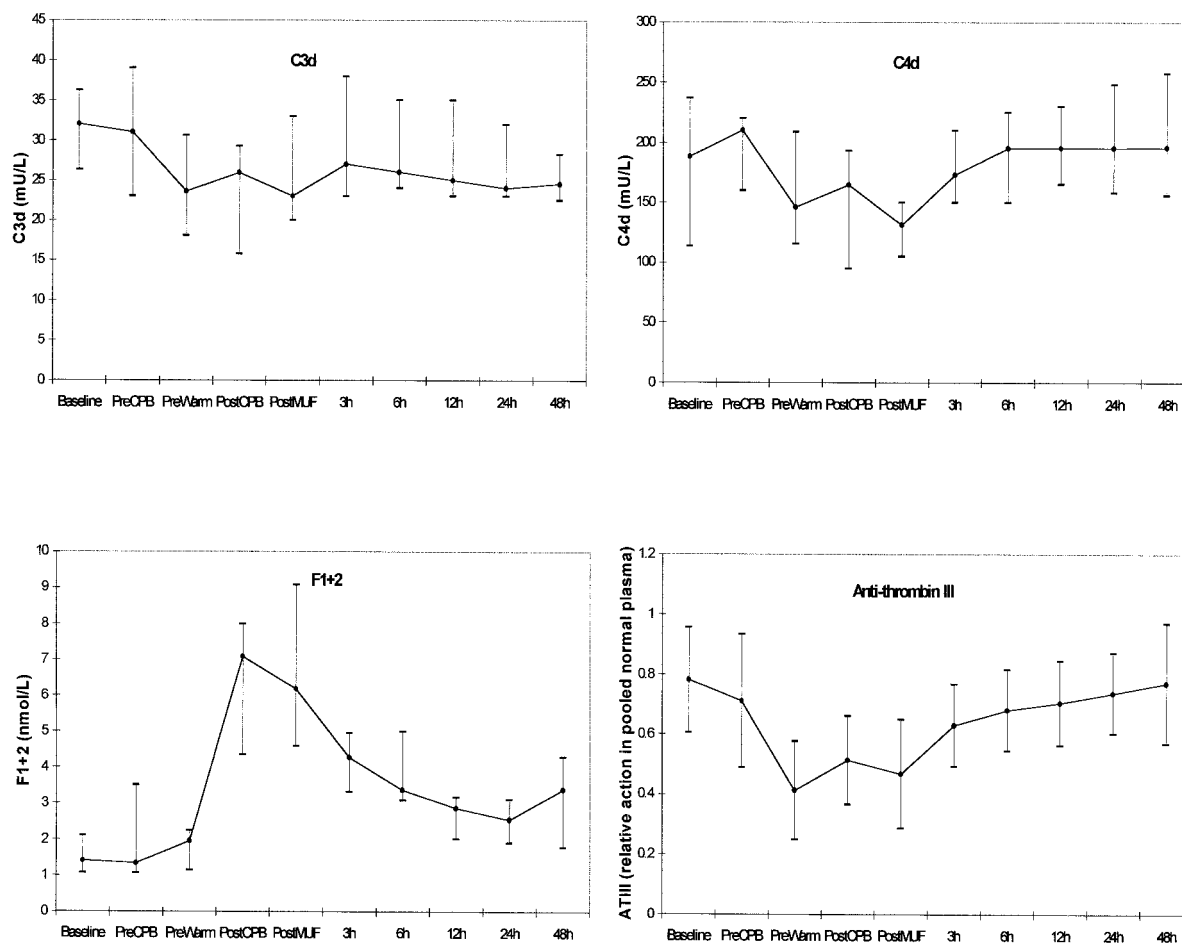 C3d
C3d (mU/L)
45
40
35
30
25
20
15
10
5
0
Baseline PreCPB PreWarm PostCPB PostMUF 3h 6h 12h 24h 48h
C4d
C4d (mU/L)
300
250
200
150
100
50
0
Baseline PreCPB PreWarm PostCPB PostMUF 3h 6h 12h 24h 48h
F1+2
F1+2 (nmol/L)
10
9
8
7
6
5
4
3
2
1
0
Baseline PreCPB PreWarm PostCPB PostMUF 3h 6h 12h 24h 48h
Anti-thrombin III
ATIII (relative action in pooled normal plasma)
1.2
1
0.8
0.6
0.4
0.2
0
Baseline PreCPB PreWarm PostCPB PostMUF 3h 6h 12h 24h 48h